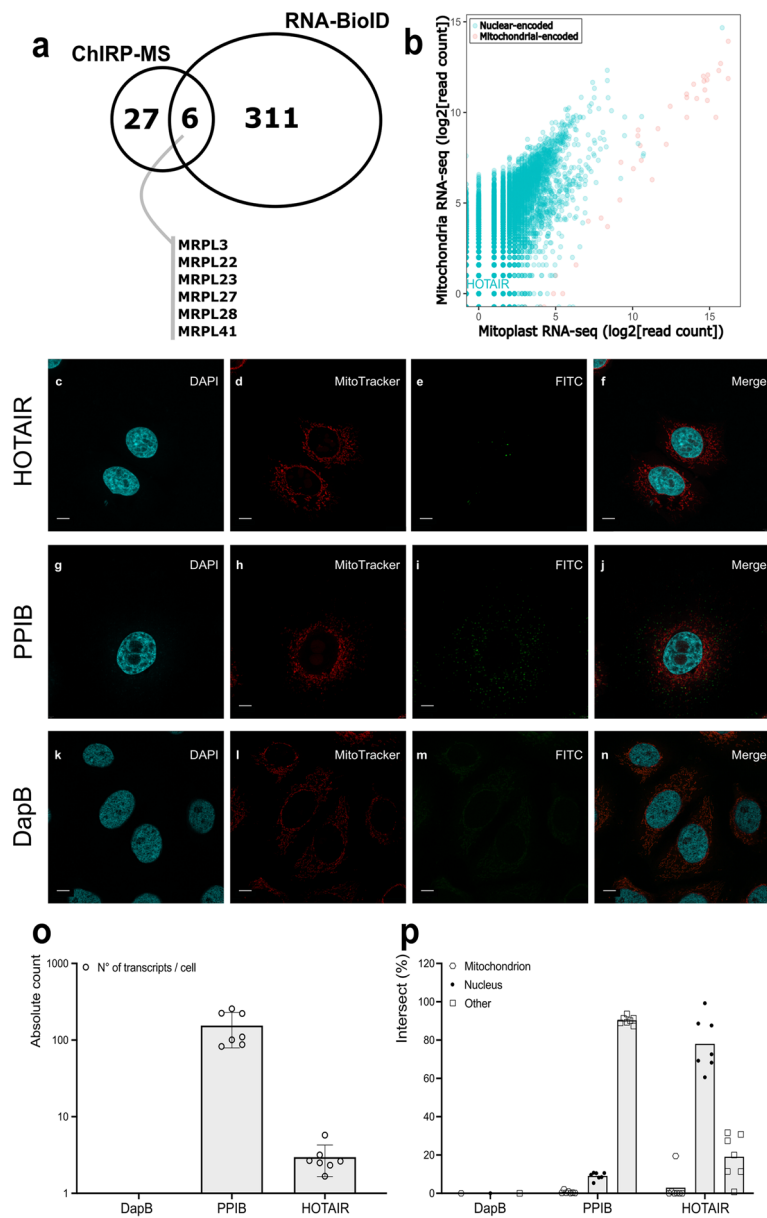 a
RNA-BioID
ChIRP-MS
27
6
311
MRPL3
MRPL22
MRPL23
MRPL27
MRPL28
MRPL41
b
Nuclear-encoded
Mitochondrial-encoded
Mitochondria RNA-seq (log2[read count])
15
10
5
0
HOTAIR
0
5
10
15
Mitoplast RNA-seq (log2[read count])
HOTAIR
c
DAPI
d
MitoTracker
e
FITC
f
Merge
PPIB
g
DAPI
h
MitoTracker
i
FITC
j
Merge
DapB
k
DAPI
l
MitoTracker
m
FITC
n
Merge
o
N° of transcripts / cell
Absolute count
1000
100
10
1
DapB
PPIB
HOTAIR
p
Mitochondrion
Nucleus
Other
Intersect (%)
120
100
80
60
40
20
0
DapB
PPIB
HOTAIR